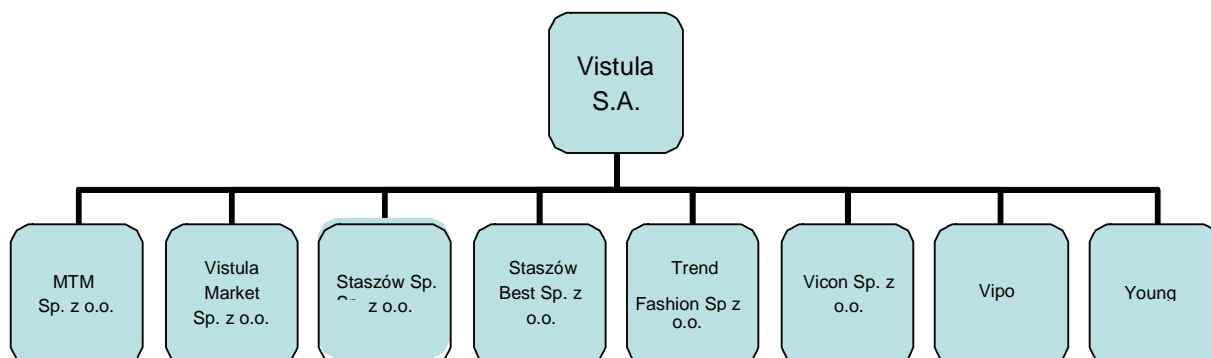 Vistula
S.A.
MTM
Sp. z o.o.
Vistula
Market
Sp. z o.o.
Staszów Sp.
z o.o.
Staszów
Best Sp. z
o.o.
Trend
Fashion Sp z
o.o.
Vicon Sp. z
o.o.
Vipo
Young